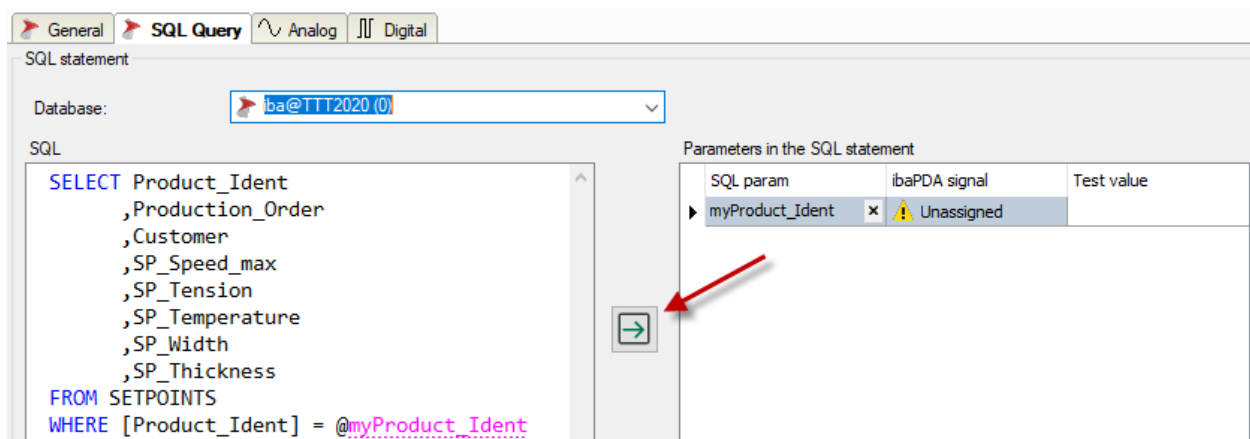 General SQL Query Analog Digital
SQL statement
Database: iba@TTT2020 (0)
SQL
SELECT Product_Ident
,Production_Order
,Customer
,SP_Speed_max
,SP_Tension
,SP_Temperature
,SP_Width
,SP_Thickness
FROM SETPOINTS
WHERE [Product_Ident] = @myProduct_Ident
Parameters in the SQL statement
SQL param ibaPDA signal Test value
myProduct_Ident Unassigned